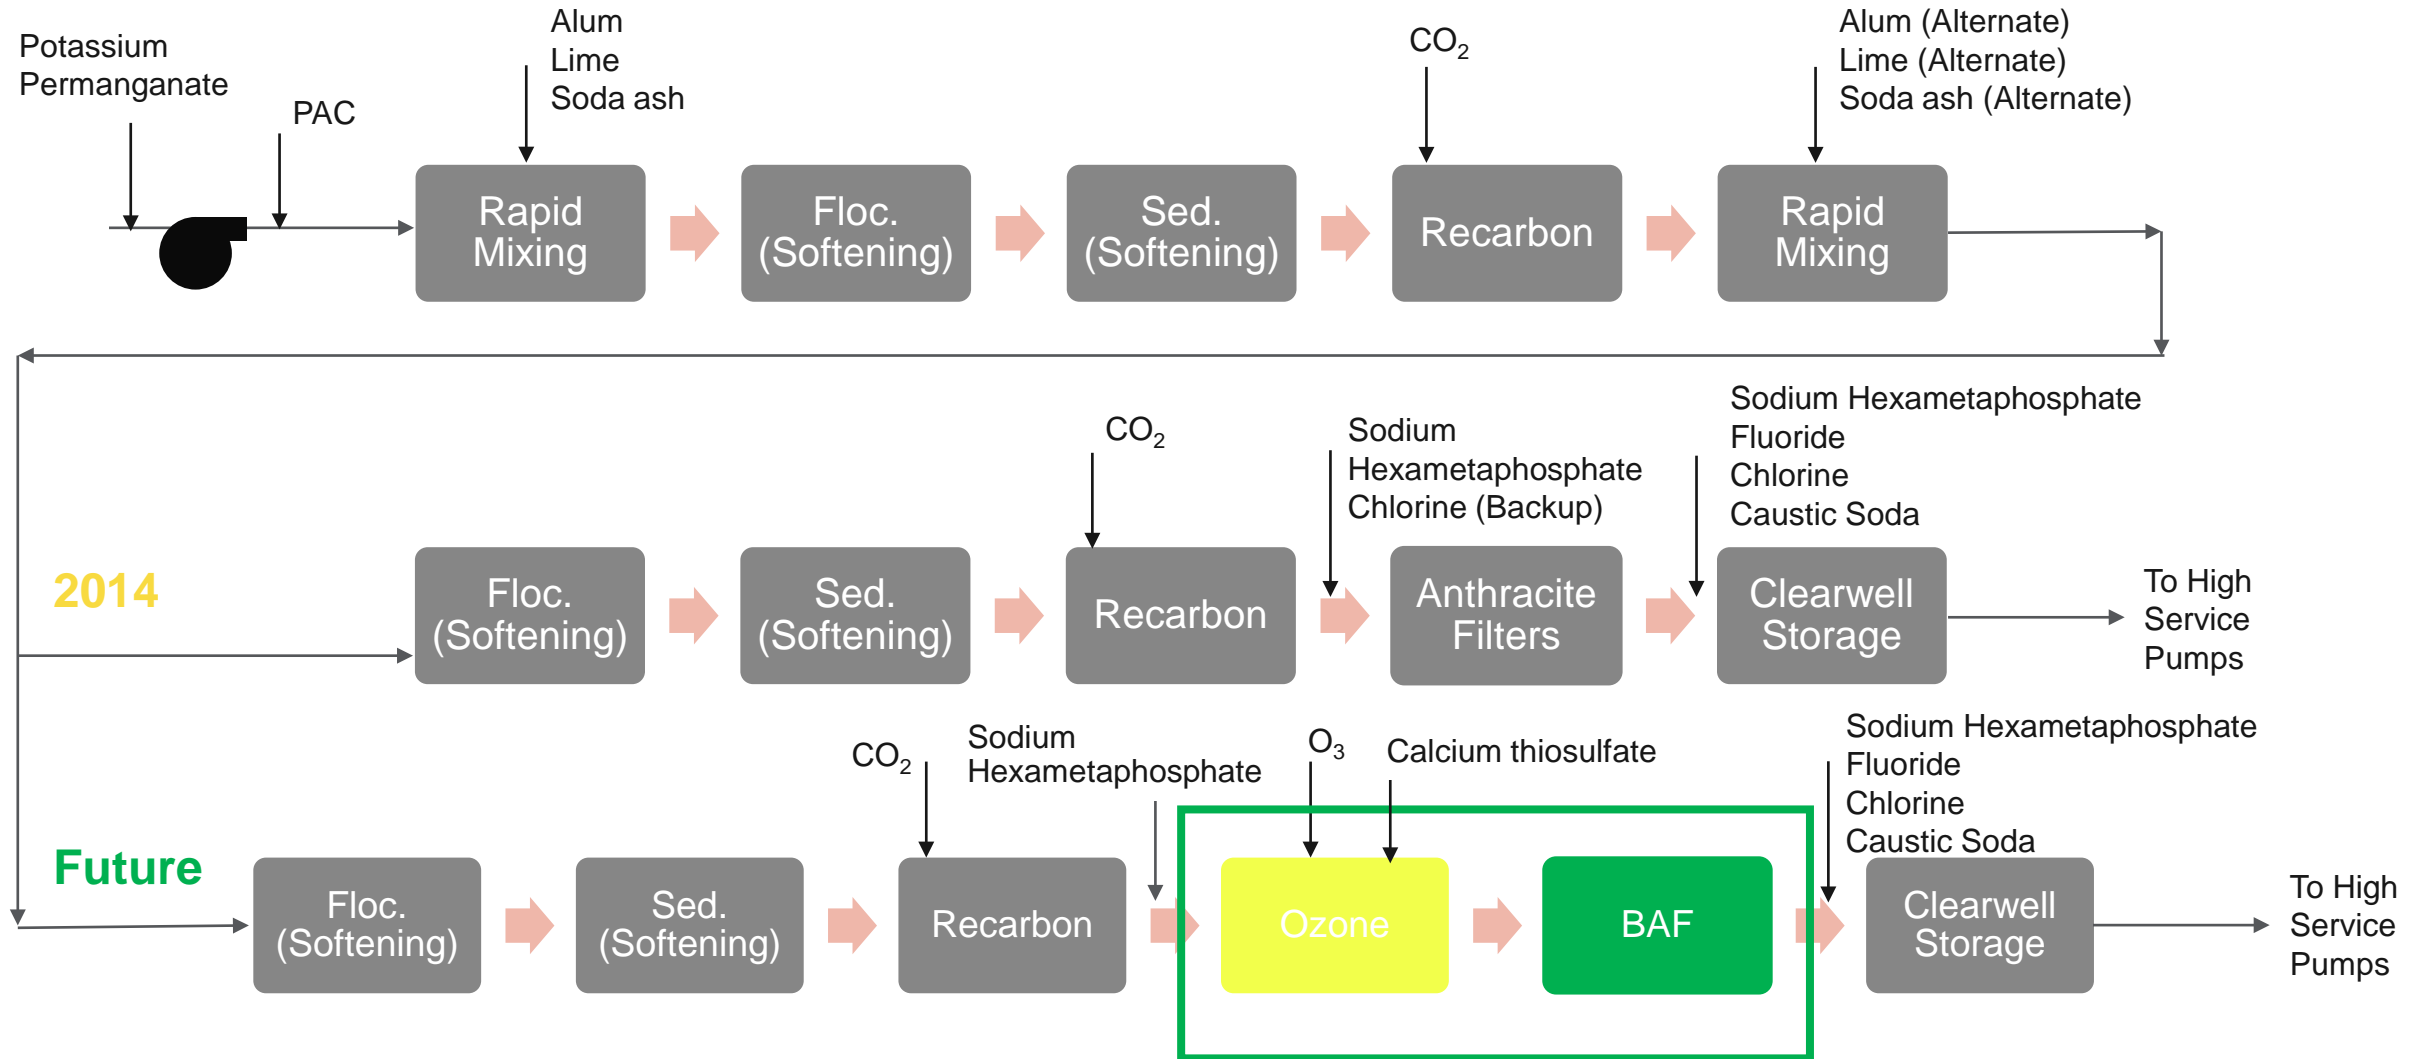 Potassium
Permanganate
PAC
Alum
Lime
Soda ash
CO₂
Alum (Alternate)
Lime (Alternate)
Soda ash (Alternate)
Rapid
Mixing
Floc.
(Softening)
Sed.
(Softening)
Recarbon
Rapid
Mixing
2014
CO₂
Sodium
Hexametaphosphate
Chlorine (Backup)
Sodium Hexametaphosphate
Fluoride
Chlorine
Caustic Soda
Floc.
(Softening)
Sed.
(Softening)
Recarbon
Anthracite
Filters
Clearwell
Storage
To High
Service
Pumps
Future
CO₂
Sodium
Hexametaphosphate
O₃
Calcium thiosulfate
Sodium Hexametaphosphate
Fluoride
Chlorine
Caustic Soda
Floc.
(Softening)
Sed.
(Softening)
Recarbon
Ozone
BAF
Clearwell
Storage
To High
Service
Pumps